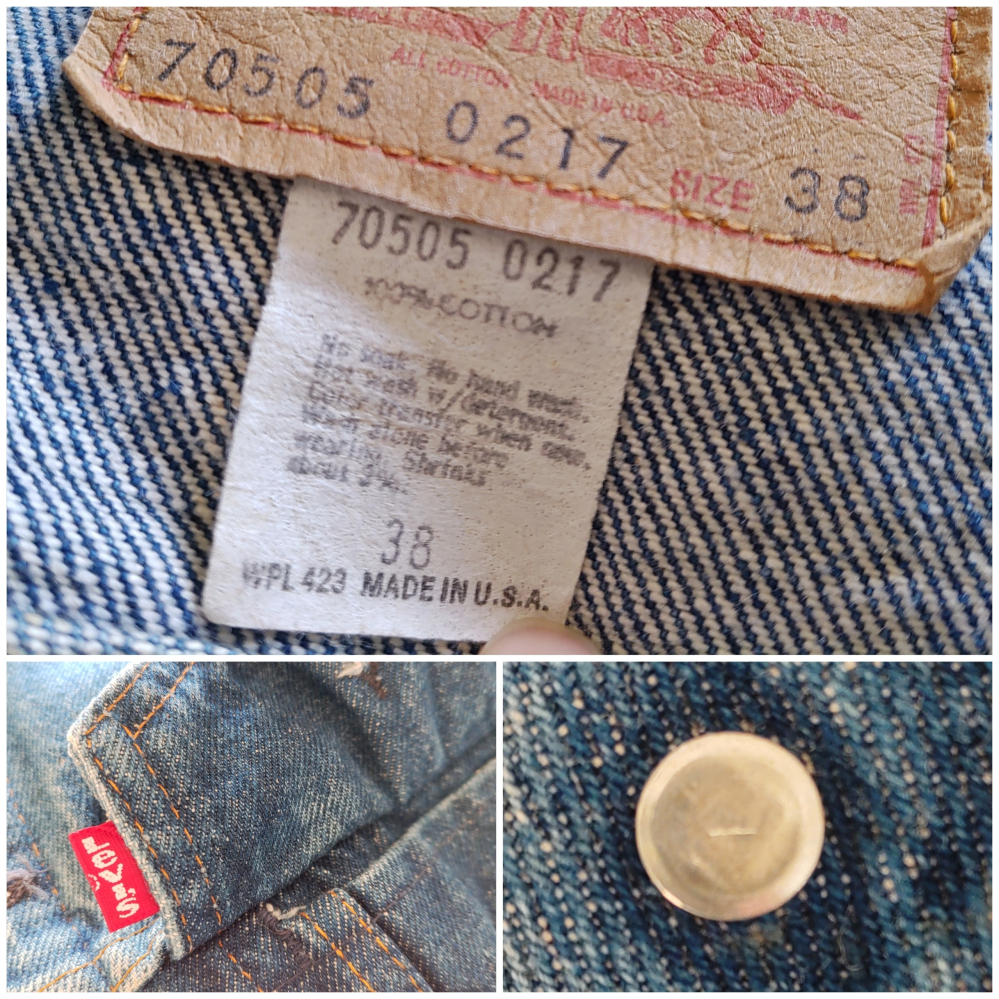 ALL COTTON MADE IN U.S.A.
70505 0217 SIZE 38
70505 0217
100% COTTON
No soak. No hand wash.
Hot wash w/detergent.
Color transfer when new.
Wash alone before
wearing. Shrinks
about 3%.
38
WPL 423 MADE IN U.S.A.
LEVI'S